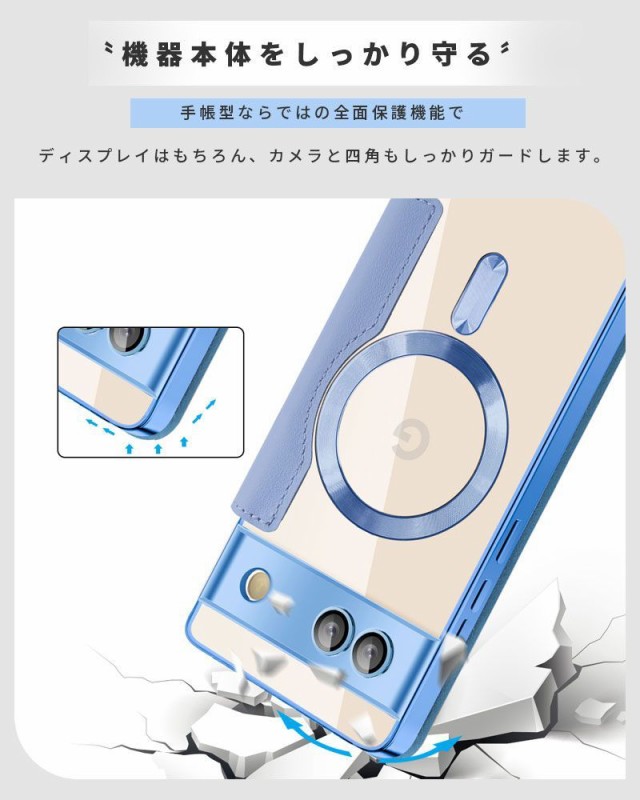 〝機器本体をしっかり守る〞
手帳型ならではの全面保護機能で
ディスプレイはもちろん、カメラと四角もしっかりガードします。
G